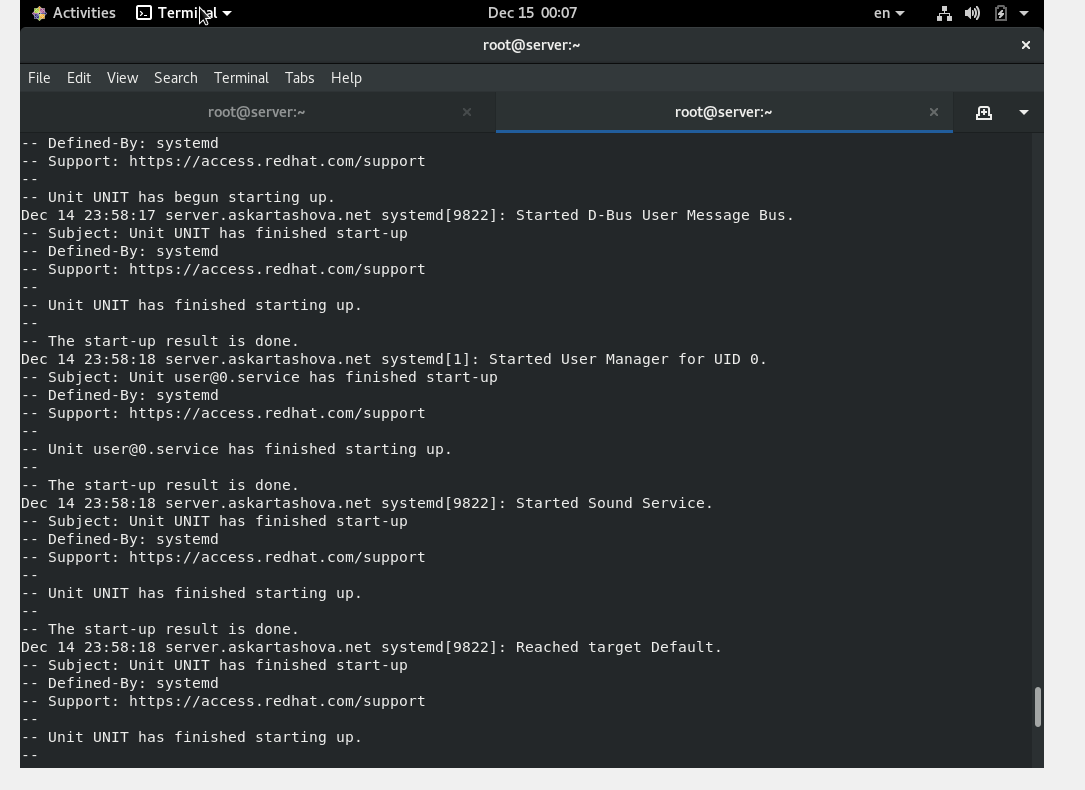 Activities Terminal Dec 15 00:07 en
root@server:~
File Edit View Search Terminal Tabs Help
root@server:~ root@server:~
-- Defined-By: systemd
-- Support: https://access.redhat.com/support
--
-- Unit UNIT has begun starting up.
Dec 14 23:58:17 server.askartashova.net systemd[9822]: Started D-Bus User Message Bus.
-- Subject: Unit UNIT has finished start-up
-- Defined-By: systemd
-- Support: https://access.redhat.com/support
--
-- Unit UNIT has finished starting up.
--
-- The start-up result is done.
Dec 14 23:58:18 server.askartashova.net systemd[1]: Started User Manager for UID 0.
-- Subject: Unit user@0.service has finished start-up
-- Defined-By: systemd
-- Support: https://access.redhat.com/support
--
-- Unit user@0.service has finished starting up.
--
-- The start-up result is done.
Dec 14 23:58:18 server.askartashova.net systemd[9822]: Started Sound Service.
-- Subject: Unit UNIT has finished start-up
-- Defined-By: systemd
-- Support: https://access.redhat.com/support
--
-- Unit UNIT has finished starting up.
--
-- The start-up result is done.
Dec 14 23:58:18 server.askartashova.net systemd[9822]: Reached target Default.
-- Subject: Unit UNIT has finished start-up
-- Defined-By: systemd
-- Support: https://access.redhat.com/support
--
-- Unit UNIT has finished starting up.
--